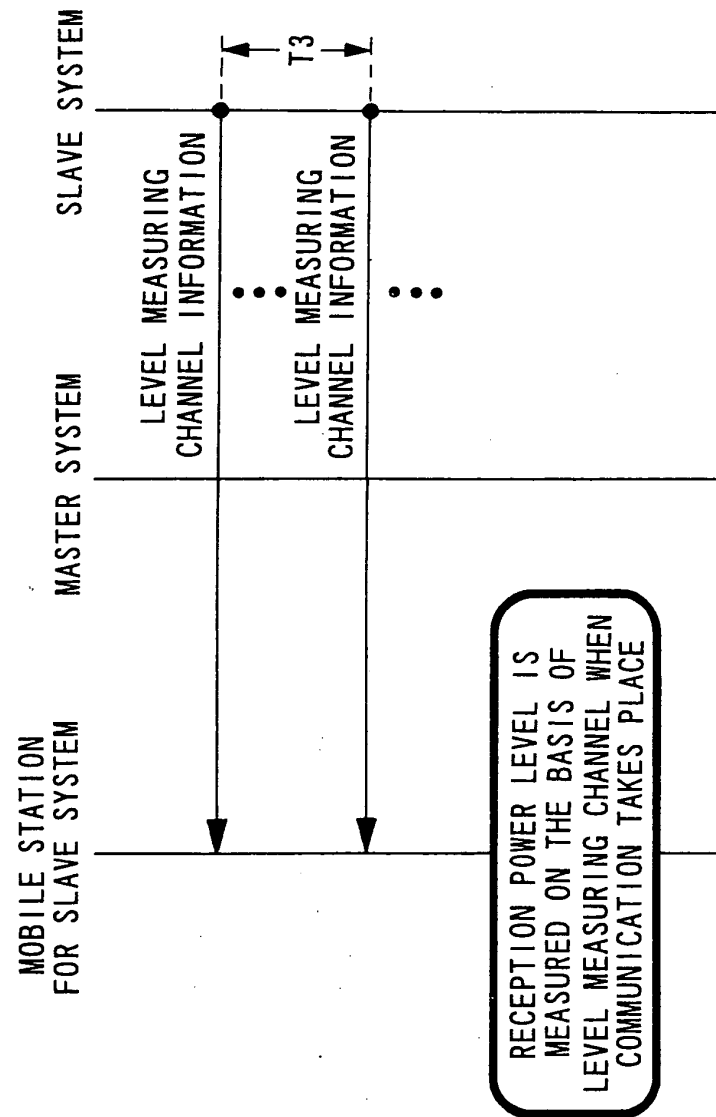 MOBILE STATION
FOR SLAVE SYSTEM
MASTER SYSTEM
SLAVE SYSTEM
LEVEL MEASURING
CHANNEL INFORMATION
T3
LEVEL MEASURING
CHANNEL INFORMATION
RECEPTION POWER LEVEL IS
MEASURED ON THE BASIS OF
LEVEL MEASURING CHANNEL WHEN
COMMUNICATION TAKES PLACE